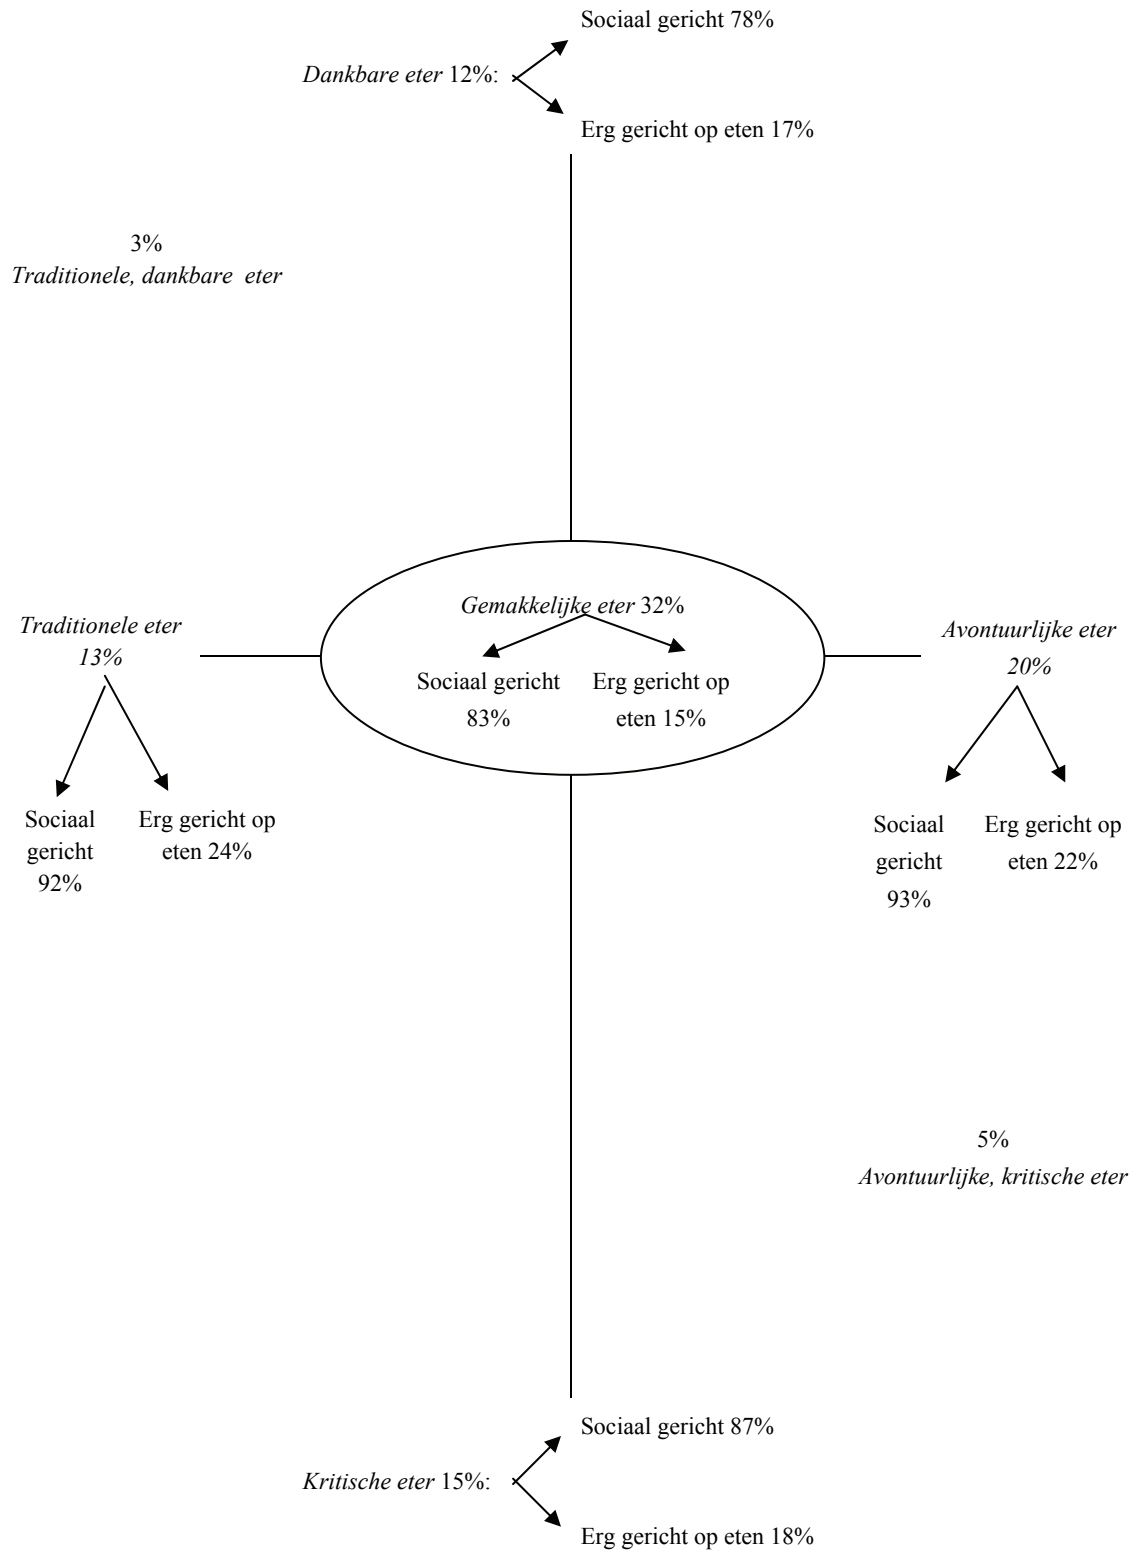 Sociaal gericht 78%
Dankbare eter 12%:
Erg gericht op eten 17%
3%
Traditionele, dankbare eter
Gemakkelijke eter 32%
Sociaal gericht
83%
Erg gericht op
eten 15%
Traditionele eter
13%
Sociaal
gericht
92%
Erg gericht op
eten 24%
Avontuurlijke eter
20%
Sociaal
gericht
93%
Erg gericht op
eten 22%
5%
Avontuurlijke, kritische eter
Sociaal gericht 87%
Kritische eter 15%:
Erg gericht op eten 18%